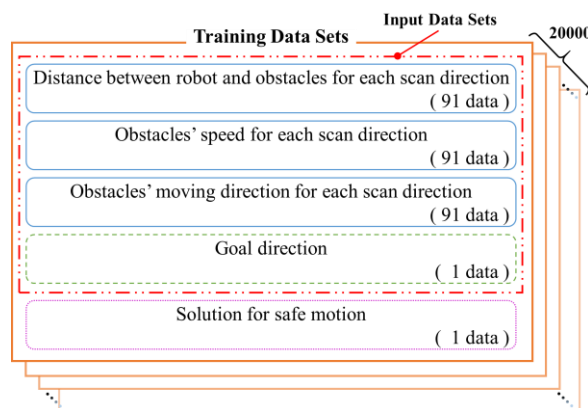 Input Data Sets
20000
Training Data Sets
Distance between robot and obstacles for each scan direction
( 91 data )
Obstacles' speed for each scan direction
( 91 data )
Obstacles' moving direction for each scan direction
( 91 data )
Goal direction
( 1 data )
Solution for safe motion
( 1 data )